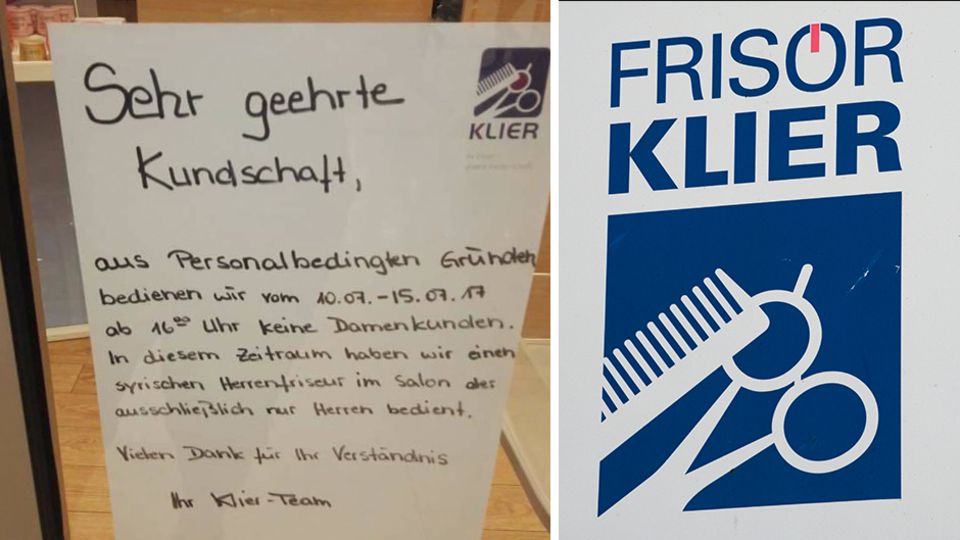 Sehr geehrte
Kundschaft,
KLIER
aus Personalbedingten Gründen
bedienen wir vom 10.07.-15.07.17
ab 16⁰⁰ Uhr keine Damenkunden.
In diesem Zeitraum haben wir einen
syrischen Herrenfriseur im Salon der
ausschließlich nur Herren bedient.
Vielen Dank für Ihr Verständnis
Ihr Klier-Team
FRISÖR
KLIER